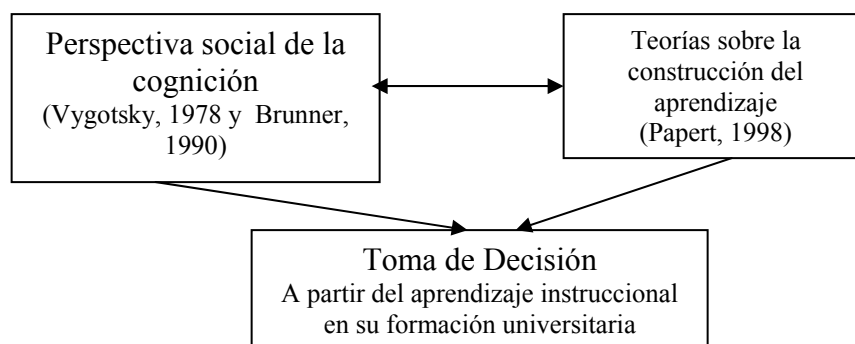 Perspectiva social de la
cognición
(Vygotsky, 1978 y Brunner,
1990)
Teorías sobre la
construcción del
aprendizaje
(Papert, 1998)
Toma de Decisión
A partir del aprendizaje instruccional
en su formación universitaria